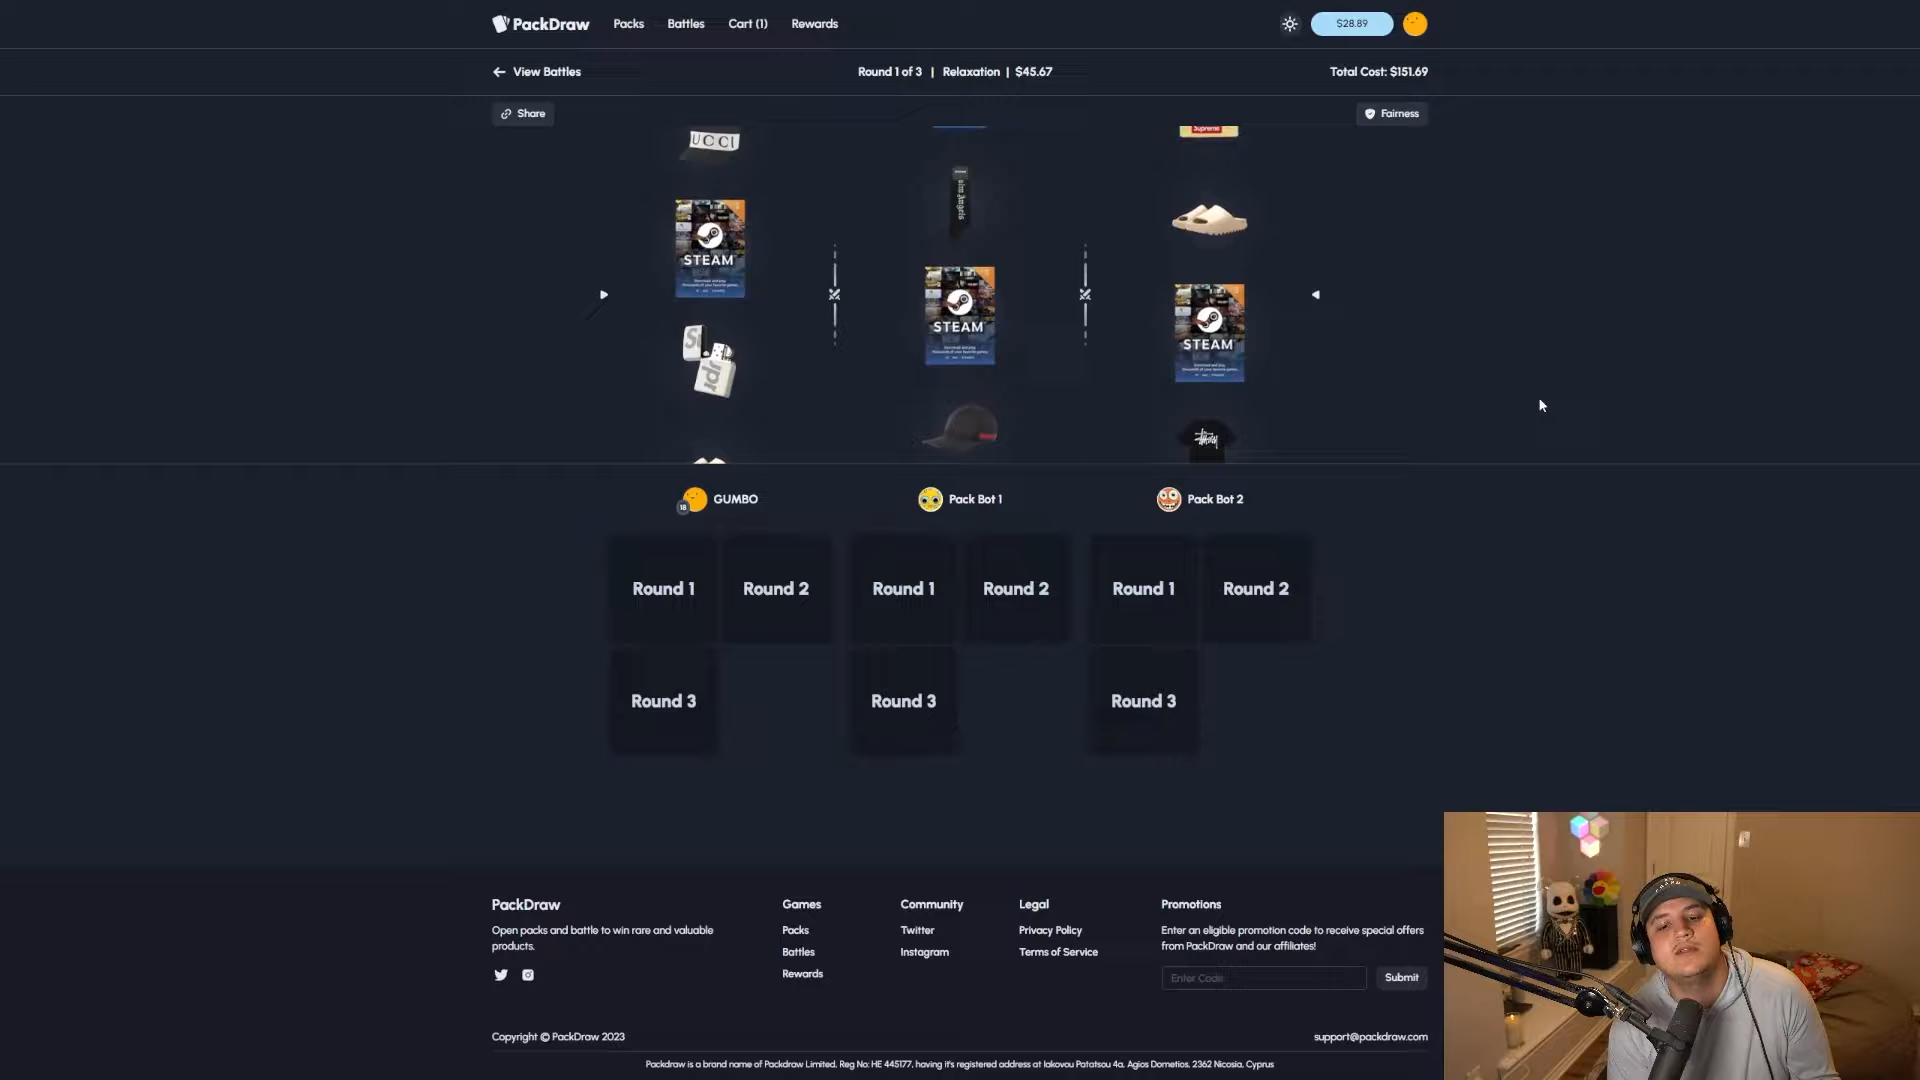 PackDraw
Packs
Battles
Cart (1)
Rewards
$28.89
View Battles
Round 1 of 3 | Relaxation | $45.67
Total Cost: $151.69
Share
Fairness
UCCI
Supreme
STEAM
STEAM
STEAM
GUMBO
18
Pack Bot 1
Pack Bot 2
Round 1
Round 2
Round 1
Round 2
Round 1
Round 2
Round 3
Round 3
Round 3
PackDraw
Open packs and battle to win rare and valuable
products.
Games
Packs
Battles
Rewards
Community
Twitter
Instagram
Legal
Privacy Policy
Terms of Service
Promotions
Enter an eligible promotion code to receive special offers
from PackDraw and our affiliates!
Enter Code
Submit
Copyright © PackDraw 2023
support@packdraw.com
Packdraw is a brand name of Packdraw Limited, Reg No: HE 445177, having it's registered address at Iakovou Patatsou 4a, Agios Dometios, 2362 Nicosia, Cyprus